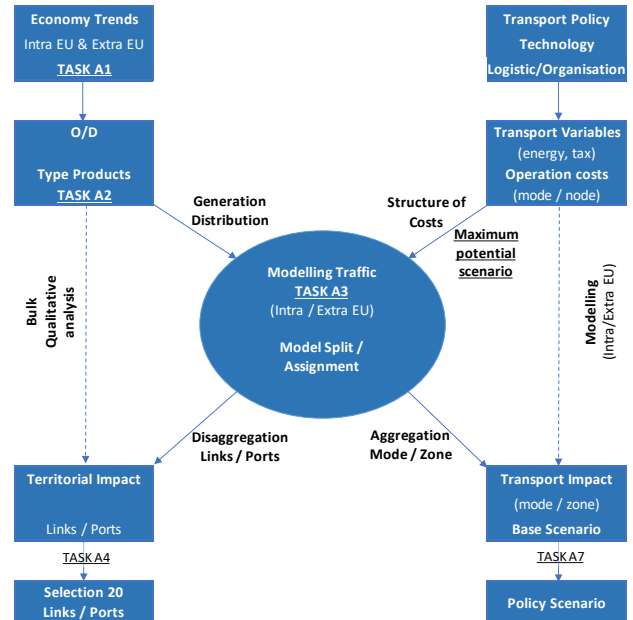 Economy Trends
Intra EU & Extra EU
TASK A1
Transport Policy
Technology
Logistic/Organisation
O/D
Type Products
TASK A2
Transport Variables
(energy, tax)
Operation costs
(mode / node)
Generation
Distribution
Structure of
Costs
Maximum
potential
scenario
Bulk
Qualitative
analysis
Modelling Traffic
TASK A3
(Intra / Extra EU)
Model Split /
Assignment
Modelling
(Intra/Extra EU)
Disaggregation
Links / Ports
Aggregation
Mode / Zone
Territorial Impact
Links / Ports
Transport Impact
(mode / zone)
Base Scenario
TASK A4
TASK A7
Selection 20
Links / Ports
Policy Scenario